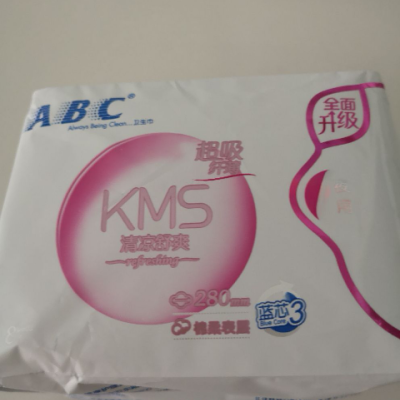 ABC®
Always Being Clean...卫生巾
全面
升级
超吸
KMS
清凉舒爽
refreshing
280mm
棉柔表层
蓝芯3
Blue Core